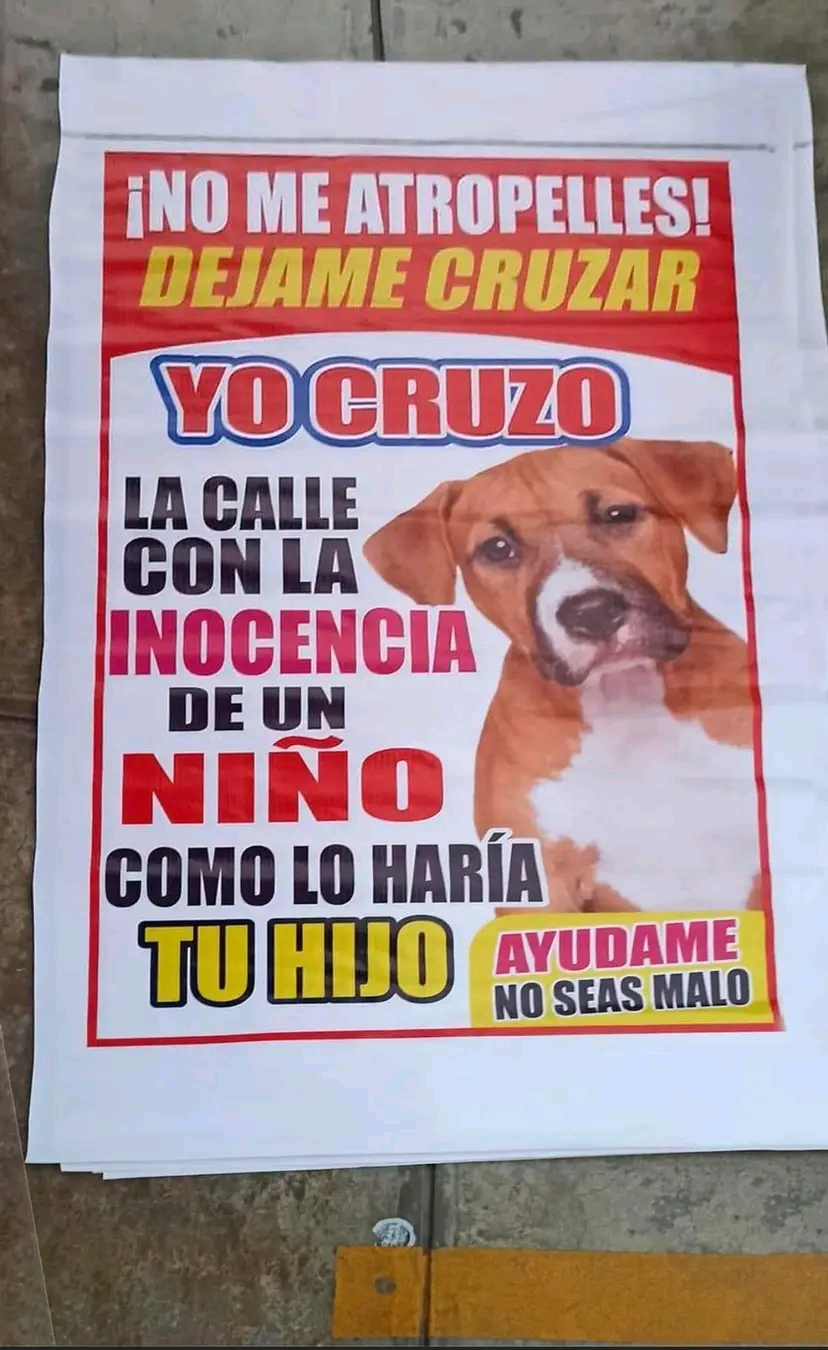 ¡NO ME ATROPELLES!
DEJAME CRUZAR
YO CRUZO
LA CALLE
CON LA
INOCENCIA
DE UN
NIÑO
COMO LO HARÍA
TU HIJO
AYUDAME
NO SEAS MALO